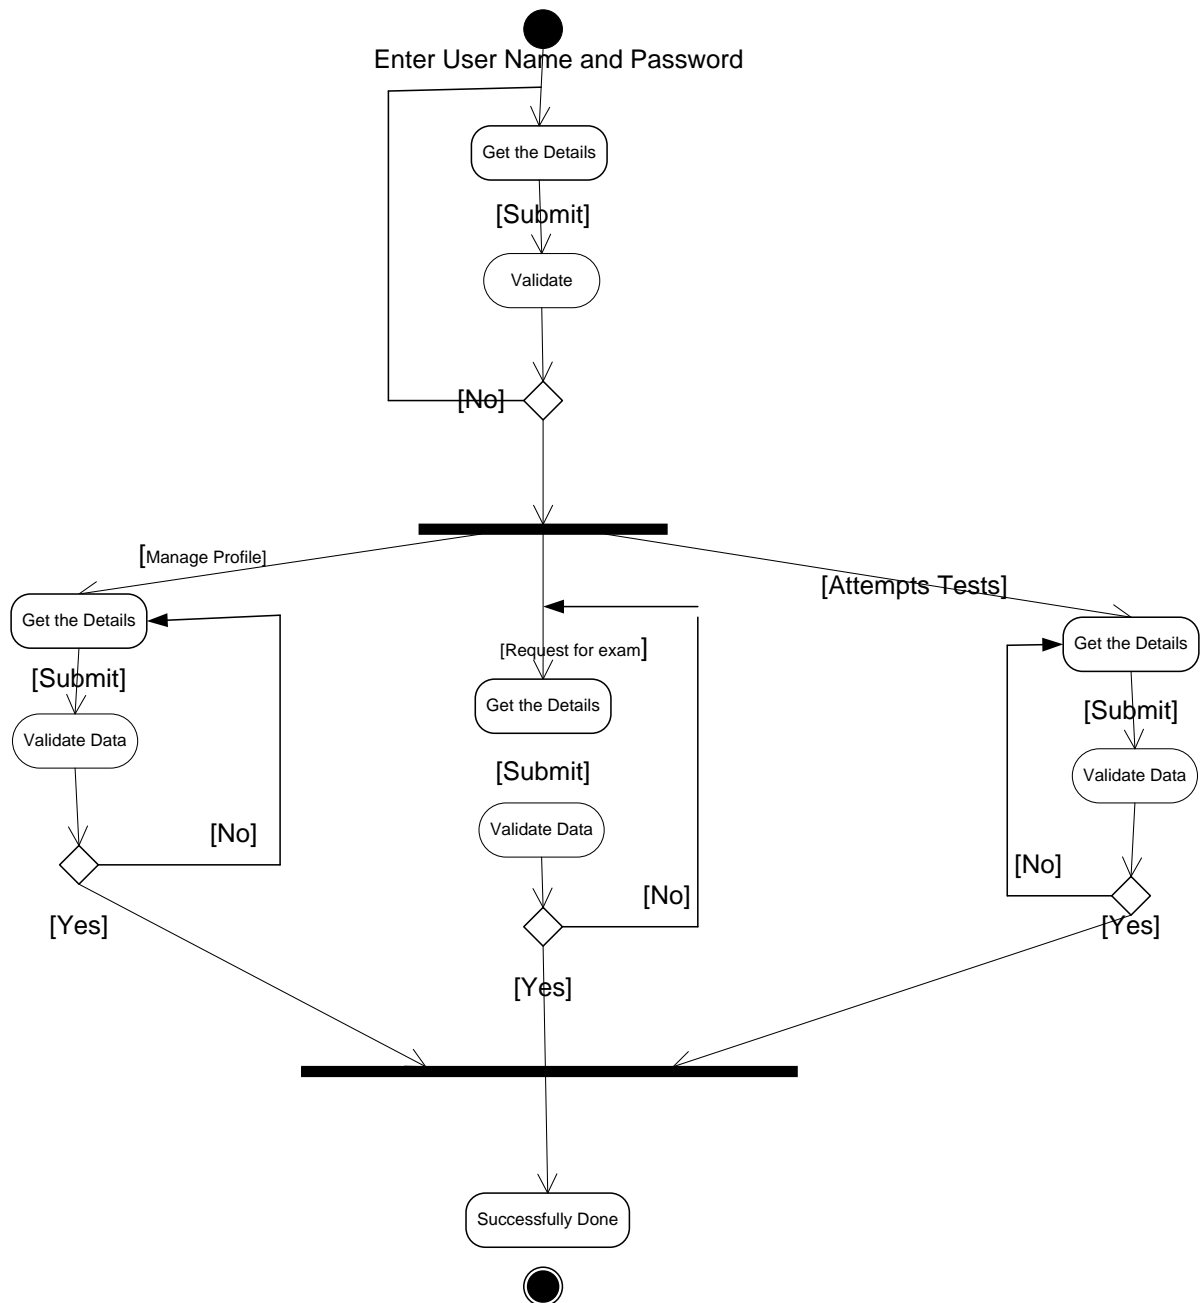 Enter User Name and Password
Get the Details
[Submit]
Validate
[No]
[Manage Profile]
[Attempts Tests]
Get the Details
[Request for exam]
Get the Details
[Submit]
Get the Details
[Submit]
Validate Data
[Submit]
Validate Data
Validate Data
[No]
[No]
[No]
[Yes]
[Yes]
[Yes]
Successfully Done